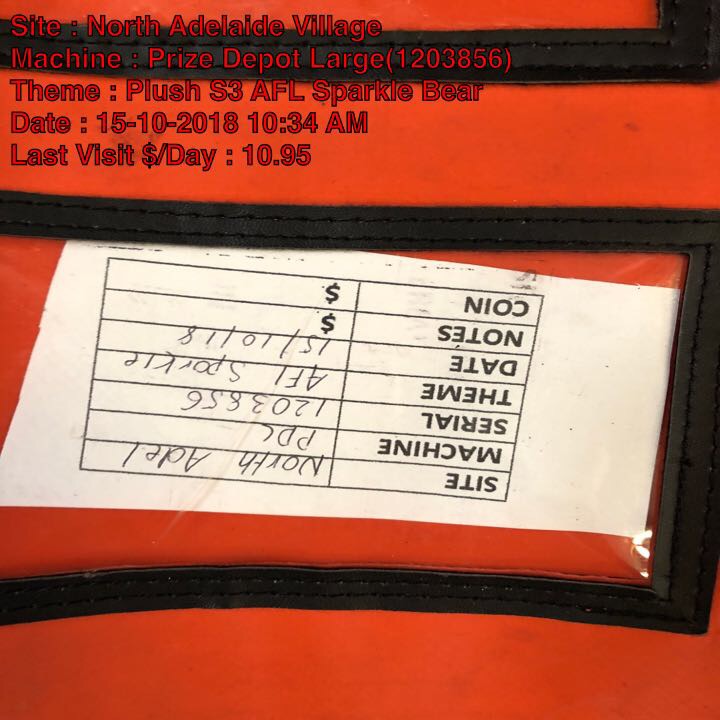 Site : North Adelaide Village
Machine : Prize Depot Large(1203856)
Theme : Plush S3 AFL Sparkle Bear
Date : 15-10-2018 10:34 AM
Last Visit $/Day : 10.95
SITE North Adel
MACHINE PDL
SERIAL 1203856
THEME AFl Sparkle
DATE 15/10/18
NOTES $
COIN $